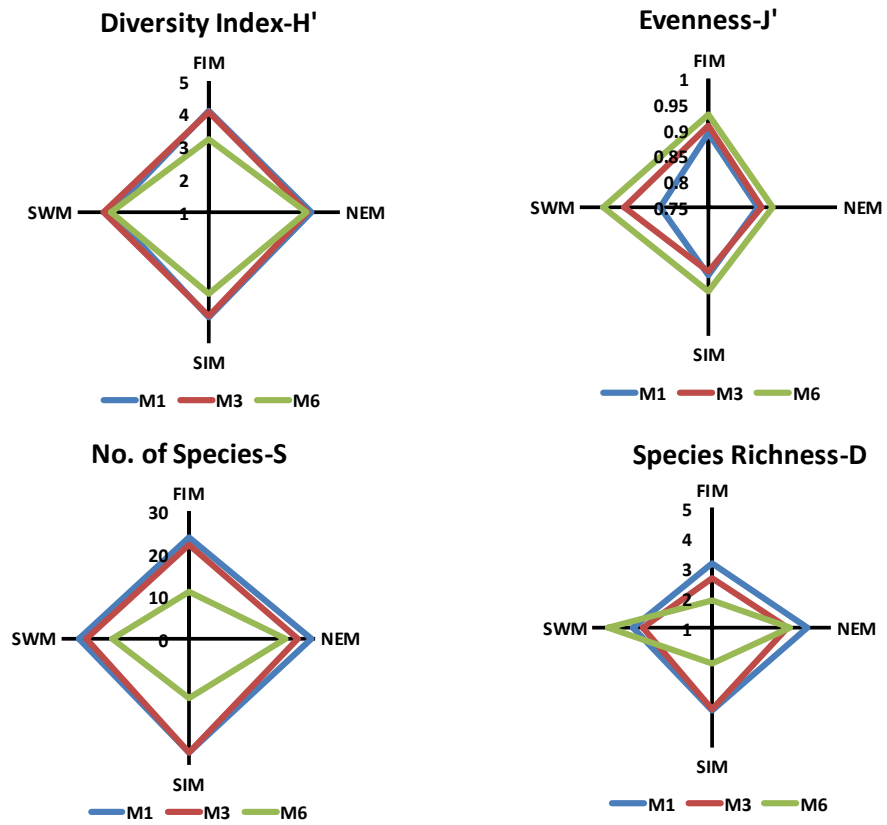 Diversity Index-H'
FIM
5
4
3
2
1
SWM
NEM
SIM
M1 M3 M6
Evenness-J'
FIM
1
0.95
0.9
0.85
0.8
0.75
SWM
NEM
SIM
M1 M3 M6
No. of Species-S
FIM
30
20
10
0
SWM
NEM
SIM
M1 M3 M6
Species Richness-D
FIM
5
4
3
2
1
SWM
NEM
SIM
M1 M3 M6